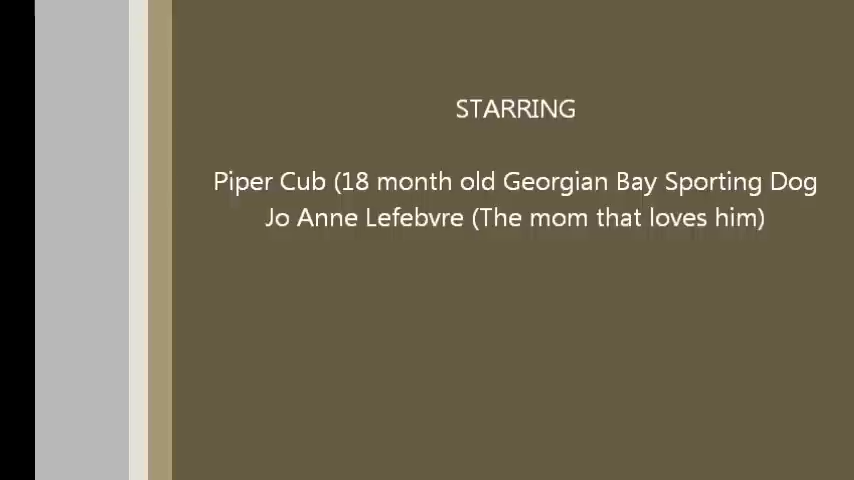 STARRING
Piper Cub (18 month old Georgian Bay Sporting Dog
Jo Anne Lefebvre (The mom that loves him)